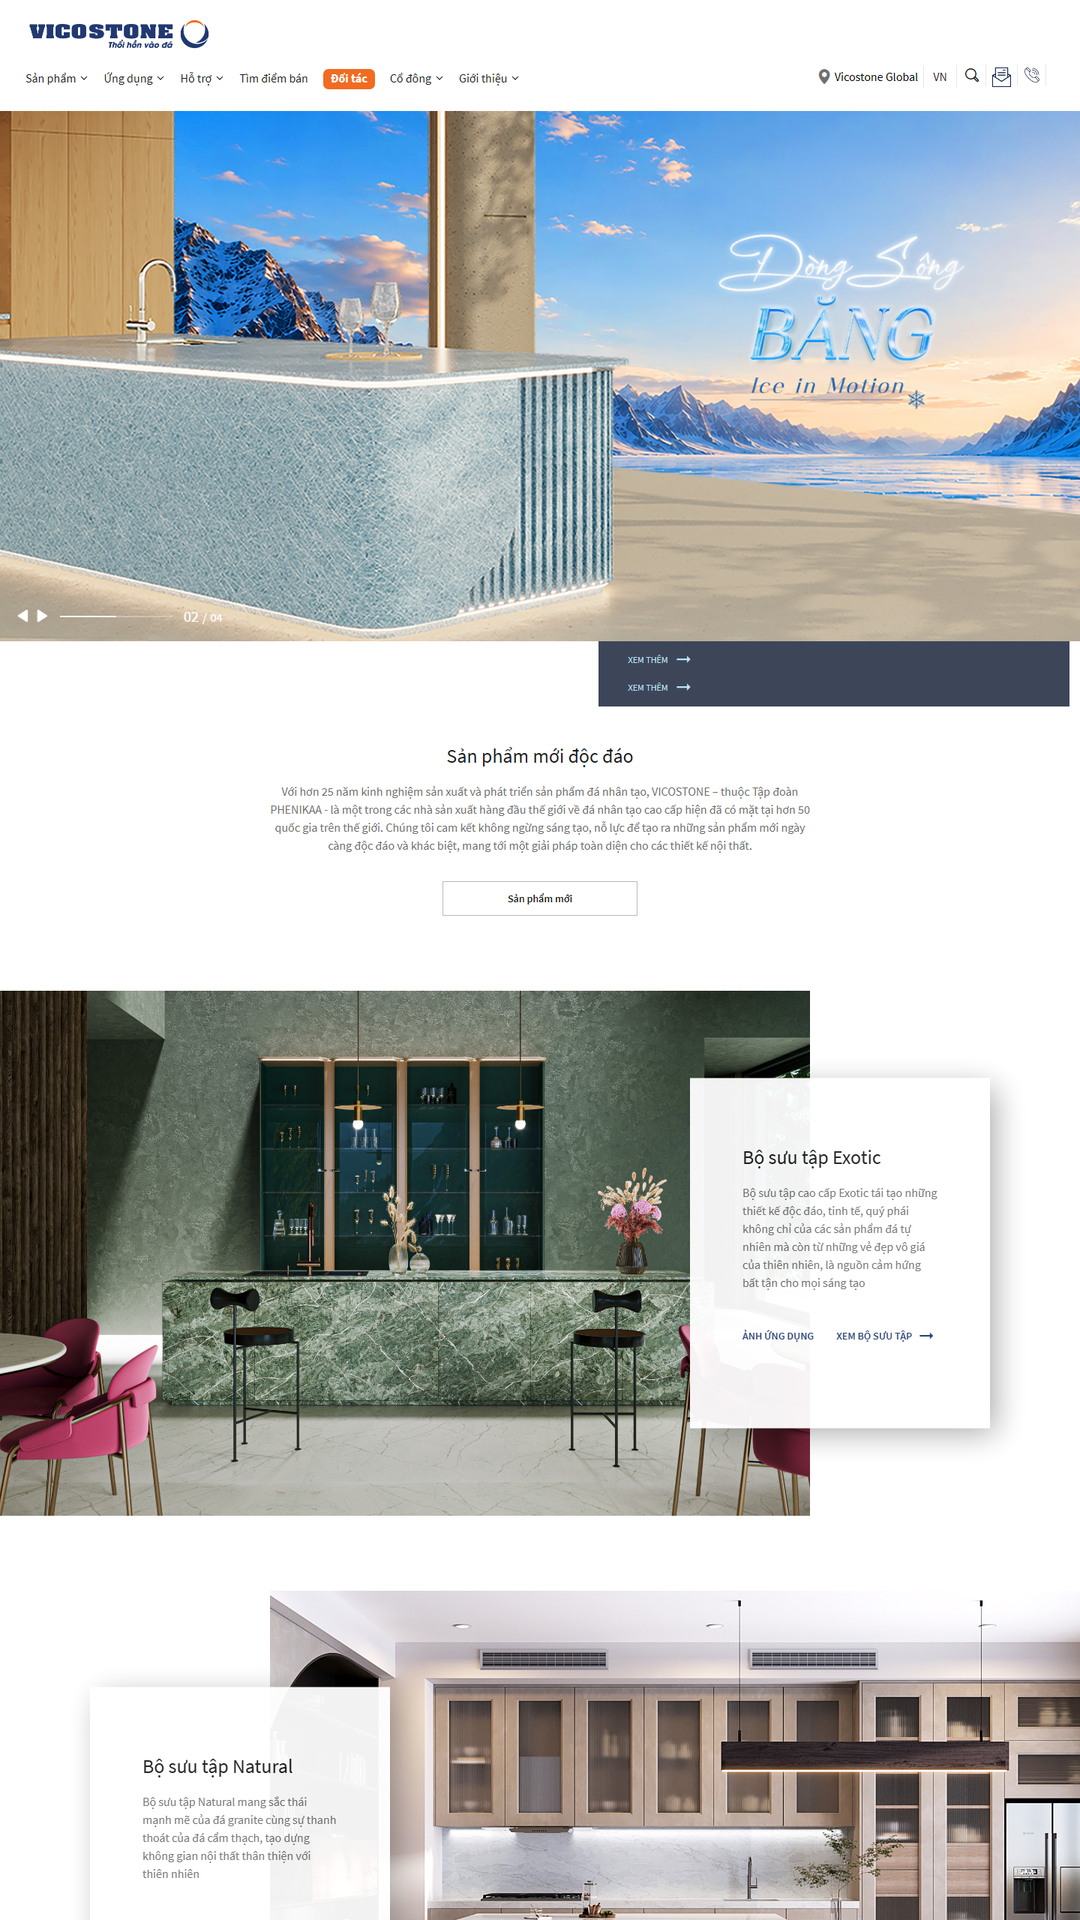 VICOSTONE
Thổi hồn vào đá
Sản phẩm
Ứng dụng
Hỗ trợ
Tìm điểm bán
Đối tác
Cổ đông
Giới thiệu
Vicostone Global
VN
Dòng Sông
BĂNG
Ice in Motion
02 / 04
XEM THÊM
XEM THÊM
Sản phẩm mới độc đáo
Với hơn 25 năm kinh nghiệm sản xuất và phát triển sản phẩm đá nhân tạo, VICOSTONE – thuộc Tập đoàn
PHENIKAA - là một trong các nhà sản xuất hàng đầu thế giới về đá nhân tạo cao cấp hiện đã có mặt tại hơn 50
quốc gia trên thế giới. Chúng tôi cam kết không ngừng sáng tạo, nỗ lực để tạo ra những sản phẩm mới ngày
càng độc đáo và khác biệt, mang tới một giải pháp toàn diện cho các thiết kế nội thất.
Sản phẩm mới
Bộ sưu tập Exotic
Bộ sưu tập cao cấp Exotic tái tạo những
thiết kế độc đáo, tinh tế, quý phái
không chỉ của các sản phẩm đá tự
nhiên mà còn từ những vẻ đẹp vô giá
của thiên nhiên, là nguồn cảm hứng
bất tận cho mọi sáng tạo
ẢNH ỨNG DỤNG
XEM BỘ SƯU TẬP
Bộ sưu tập Natural
Bộ sưu tập Natural mang sắc thái
mạnh mẽ của đá granite cùng sự thanh
thoát của đá cẩm thạch, tạo dựng
không gian nội thất thân thiện với
thiên nhiên